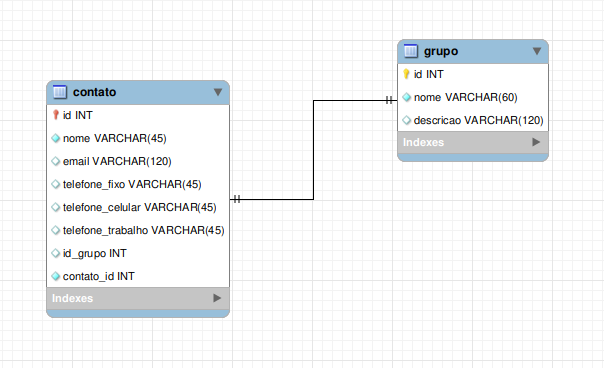 contato
id INT
nome VARCHAR(45)
email VARCHAR(120)
telefone_fixo VARCHAR(45)
telefone_celular VARCHAR(45)
telefone_trabalho VARCHAR(45)
id_grupo INT
contato_id INT
Indexes
grupo
id INT
nome VARCHAR(60)
descricao VARCHAR(120)
Indexes